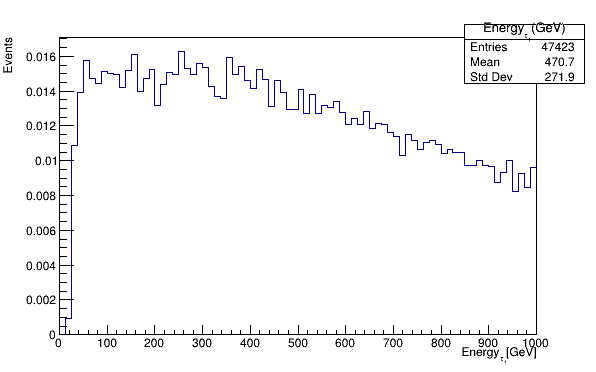 Energy_τ₁(GeV)
Entries 47423
Mean 470.7
Std Dev 271.9
Events
0.016
0.014
0.012
0.01
0.008
0.006
0.004
0.002
0
0 100 200 300 400 500 600 700 800 900 1000
Energy_τ₁[GeV]